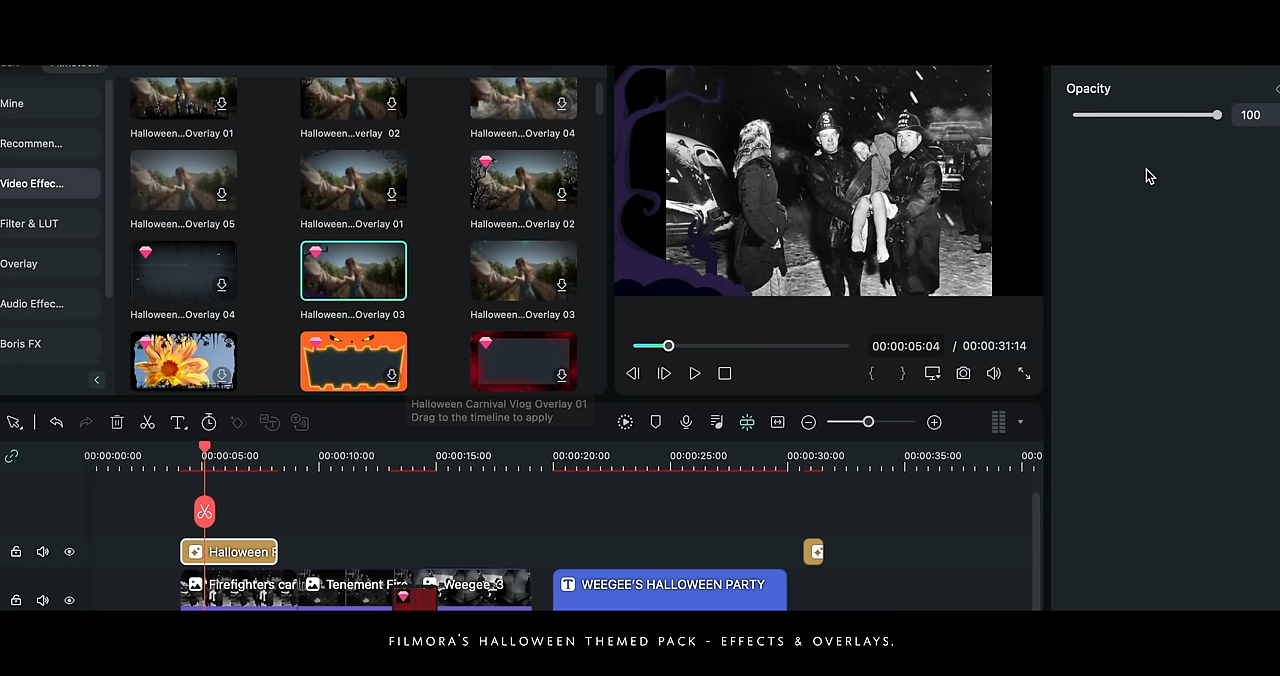 Mine
Recommen...
Video Effec...
Filter & LUT
Overlay
Audio Effec...
Boris FX
Halloween...Overlay 01
Halloween...verlay 02
Halloween...Overlay 04
Halloween...Overlay 05
Halloween...Overlay 01
Halloween...Overlay 02
Halloween...Overlay 04
Halloween...Overlay 03
Halloween...Overlay 03
Halloween Carnival Vlog Overlay 01
Drag to the timeline to apply
00:00:05:04 / 00:00:31:14
Opacity
100
00:00:00:00 00:00:05:00 00:00:10:00 00:00:15:00 00:00:20:00 00:00:25:00 00:00:30:00 00:00:35:00 00:0
Halloween F
Firefighters car
Tenement Fire
Weegee_3
WEEGEE'S HALLOWEEN PARTY
FILMORA'S HALLOWEEN THEMED PACK - EFFECTS & OVERLAYS.